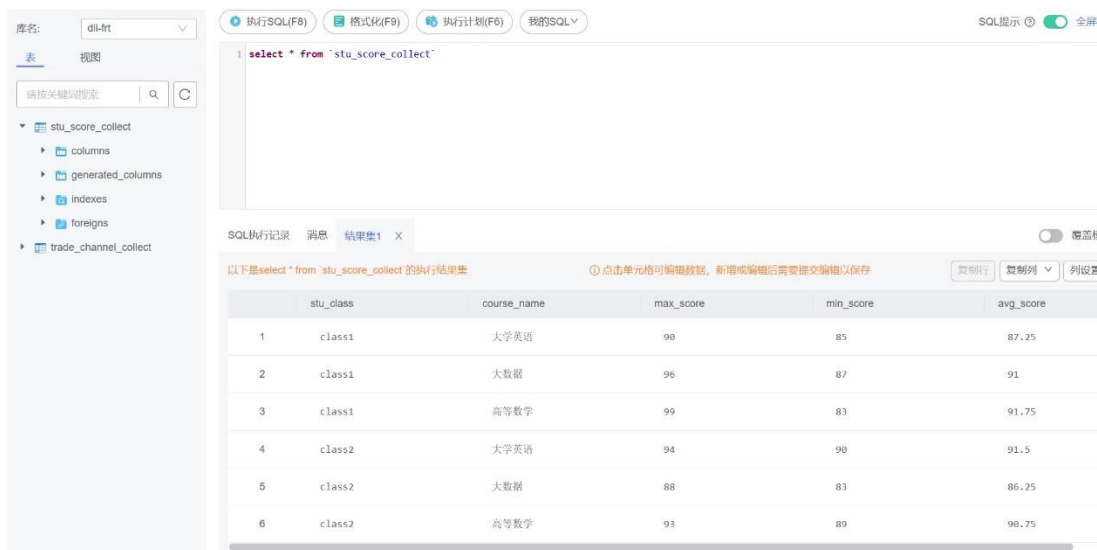 库名: dli-frt
表 视图
请按关键词搜索
stu_score_collect
columns
generated_columns
indexes
foreigns
trade_channel_collect
执行SQL(F8) 格式化(F9) 执行计划(F6) 我的SQL SQL提示 全屏
1 select * from `stu_score_collect`
SQL执行记录 消息 结果集1 X 覆盖
以下是select * from `stu_score_collect`的执行结果集 点击单元格可编辑数据，新增或编辑后需要提交编辑以保存 复制行 复制列 列设置
stu_class course_name max_score min_score avg_score
1 class1 大学英语 90 85 87.25
2 class1 大数据 96 87 91
3 class1 高等数学 99 83 91.75
4 class2 大学英语 94 90 91.5
5 class2 大数据 88 83 86.25
6 class2 高等数学 93 89 90.75